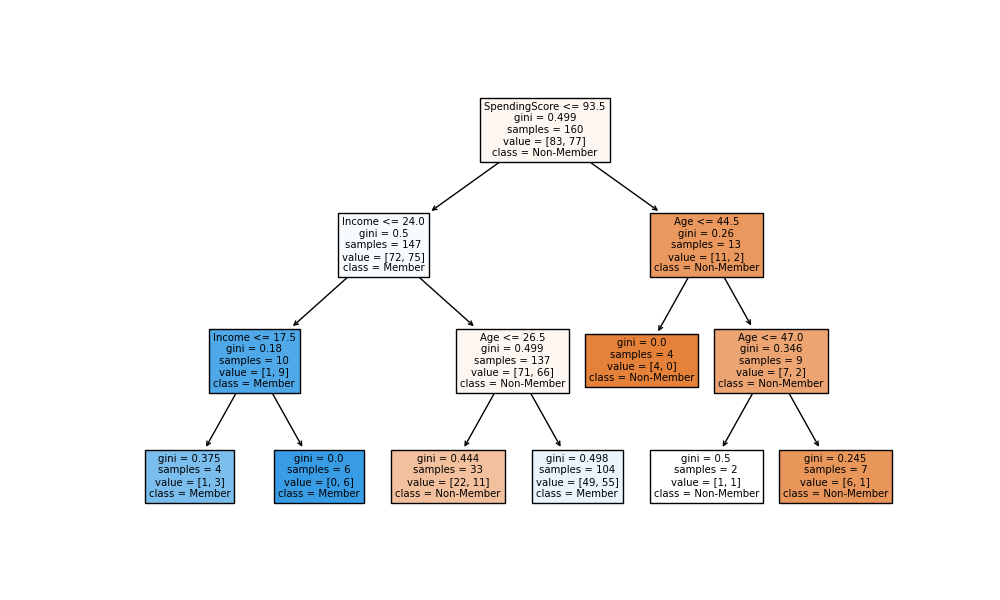 SpendingScore <= 93.5
gini = 0.499
samples = 160
value = [83, 77]
class = Non-Member
Income <= 24.0
gini = 0.5
samples = 147
value = [72, 75]
class = Member
Age <= 44.5
gini = 0.26
samples = 13
value = [11, 2]
class = Non-Member
Income <= 17.5
gini = 0.18
samples = 10
value = [1, 9]
class = Member
Age <= 26.5
gini = 0.499
samples = 137
value = [71, 66]
class = Non-Member
gini = 0.0
samples = 4
value = [4, 0]
class = Non-Member
Age <= 47.0
gini = 0.346
samples = 9
value = [7, 2]
class = Non-Member
gini = 0.375
samples = 4
value = [1, 3]
class = Member
gini = 0.0
samples = 6
value = [0, 6]
class = Member
gini = 0.444
samples = 33
value = [22, 11]
class = Non-Member
gini = 0.498
samples = 104
value = [49, 55]
class = Member
gini = 0.5
samples = 2
value = [1, 1]
class = Non-Member
gini = 0.245
samples = 7
value = [6, 1]
class = Non-Member